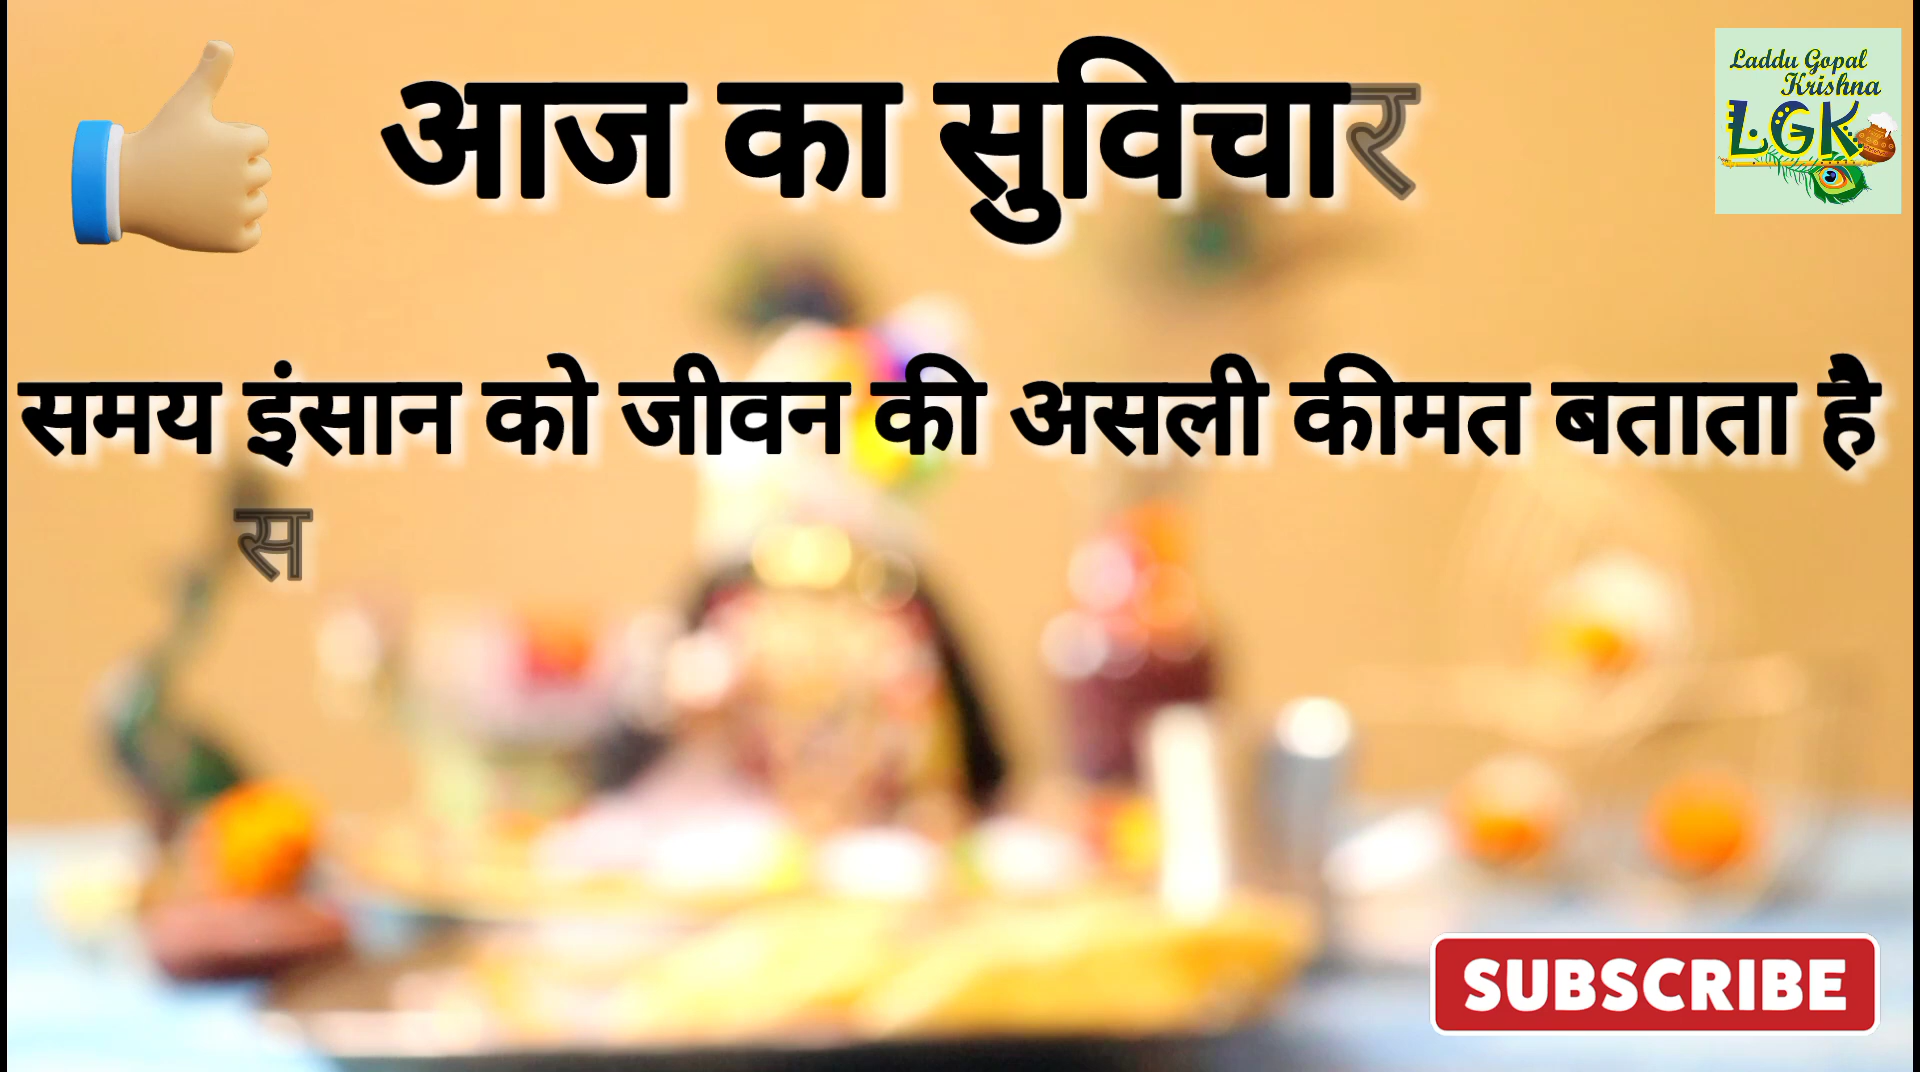 आज का सुविचार
Laddu Gopal
Krishna
LGK
समय इंसान को जीवन की असली कीमत बताता है
स
SUBSCRIBE